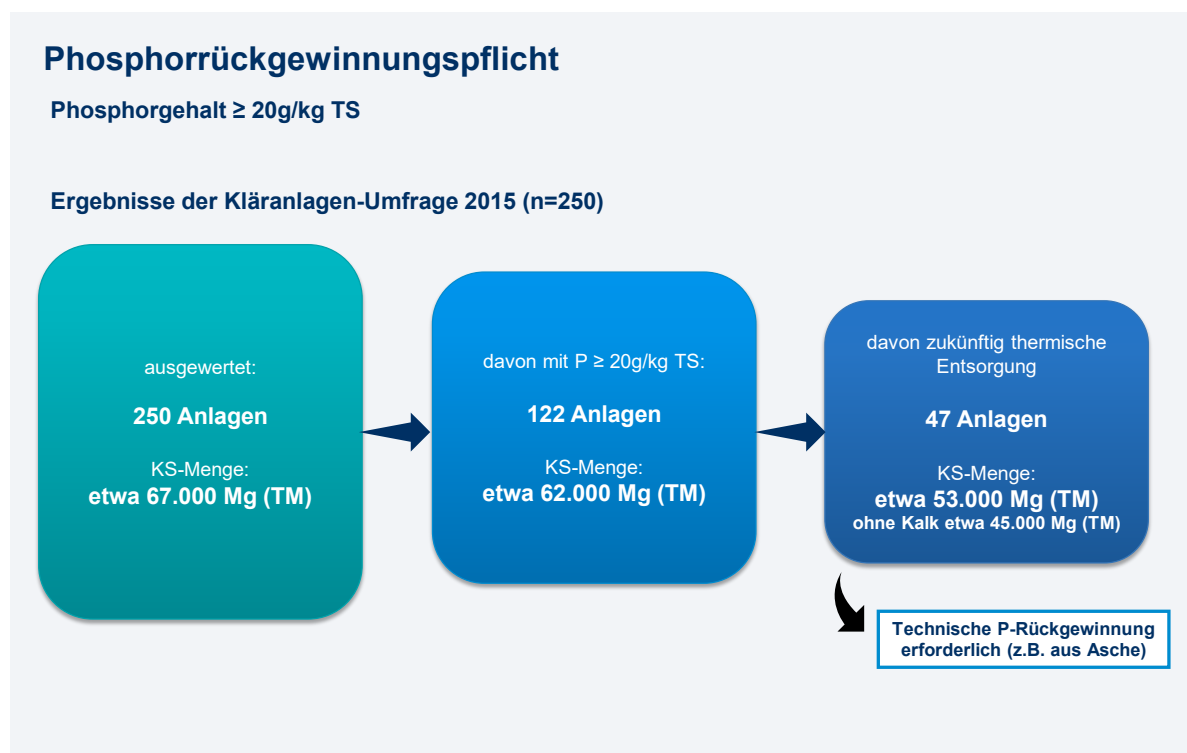 Phosphorrückgewinnungspflicht
Phosphorgehalt ≥ 20g/kg TS
Ergebnisse der Kläranlagen-Umfrage 2015 (n=250)
ausgewertet:
250 Anlagen
KS-Menge:
etwa 67.000 Mg (TM)
davon mit P ≥ 20g/kg TS:
122 Anlagen
KS-Menge:
etwa 62.000 Mg (TM)
davon zukünftig thermische
Entsorgung
47 Anlagen
KS-Menge:
etwa 53.000 Mg (TM)
ohne Kalk etwa 45.000 Mg (TM)
Technische P-Rückgewinnung
erforderlich (z.B. aus Asche)